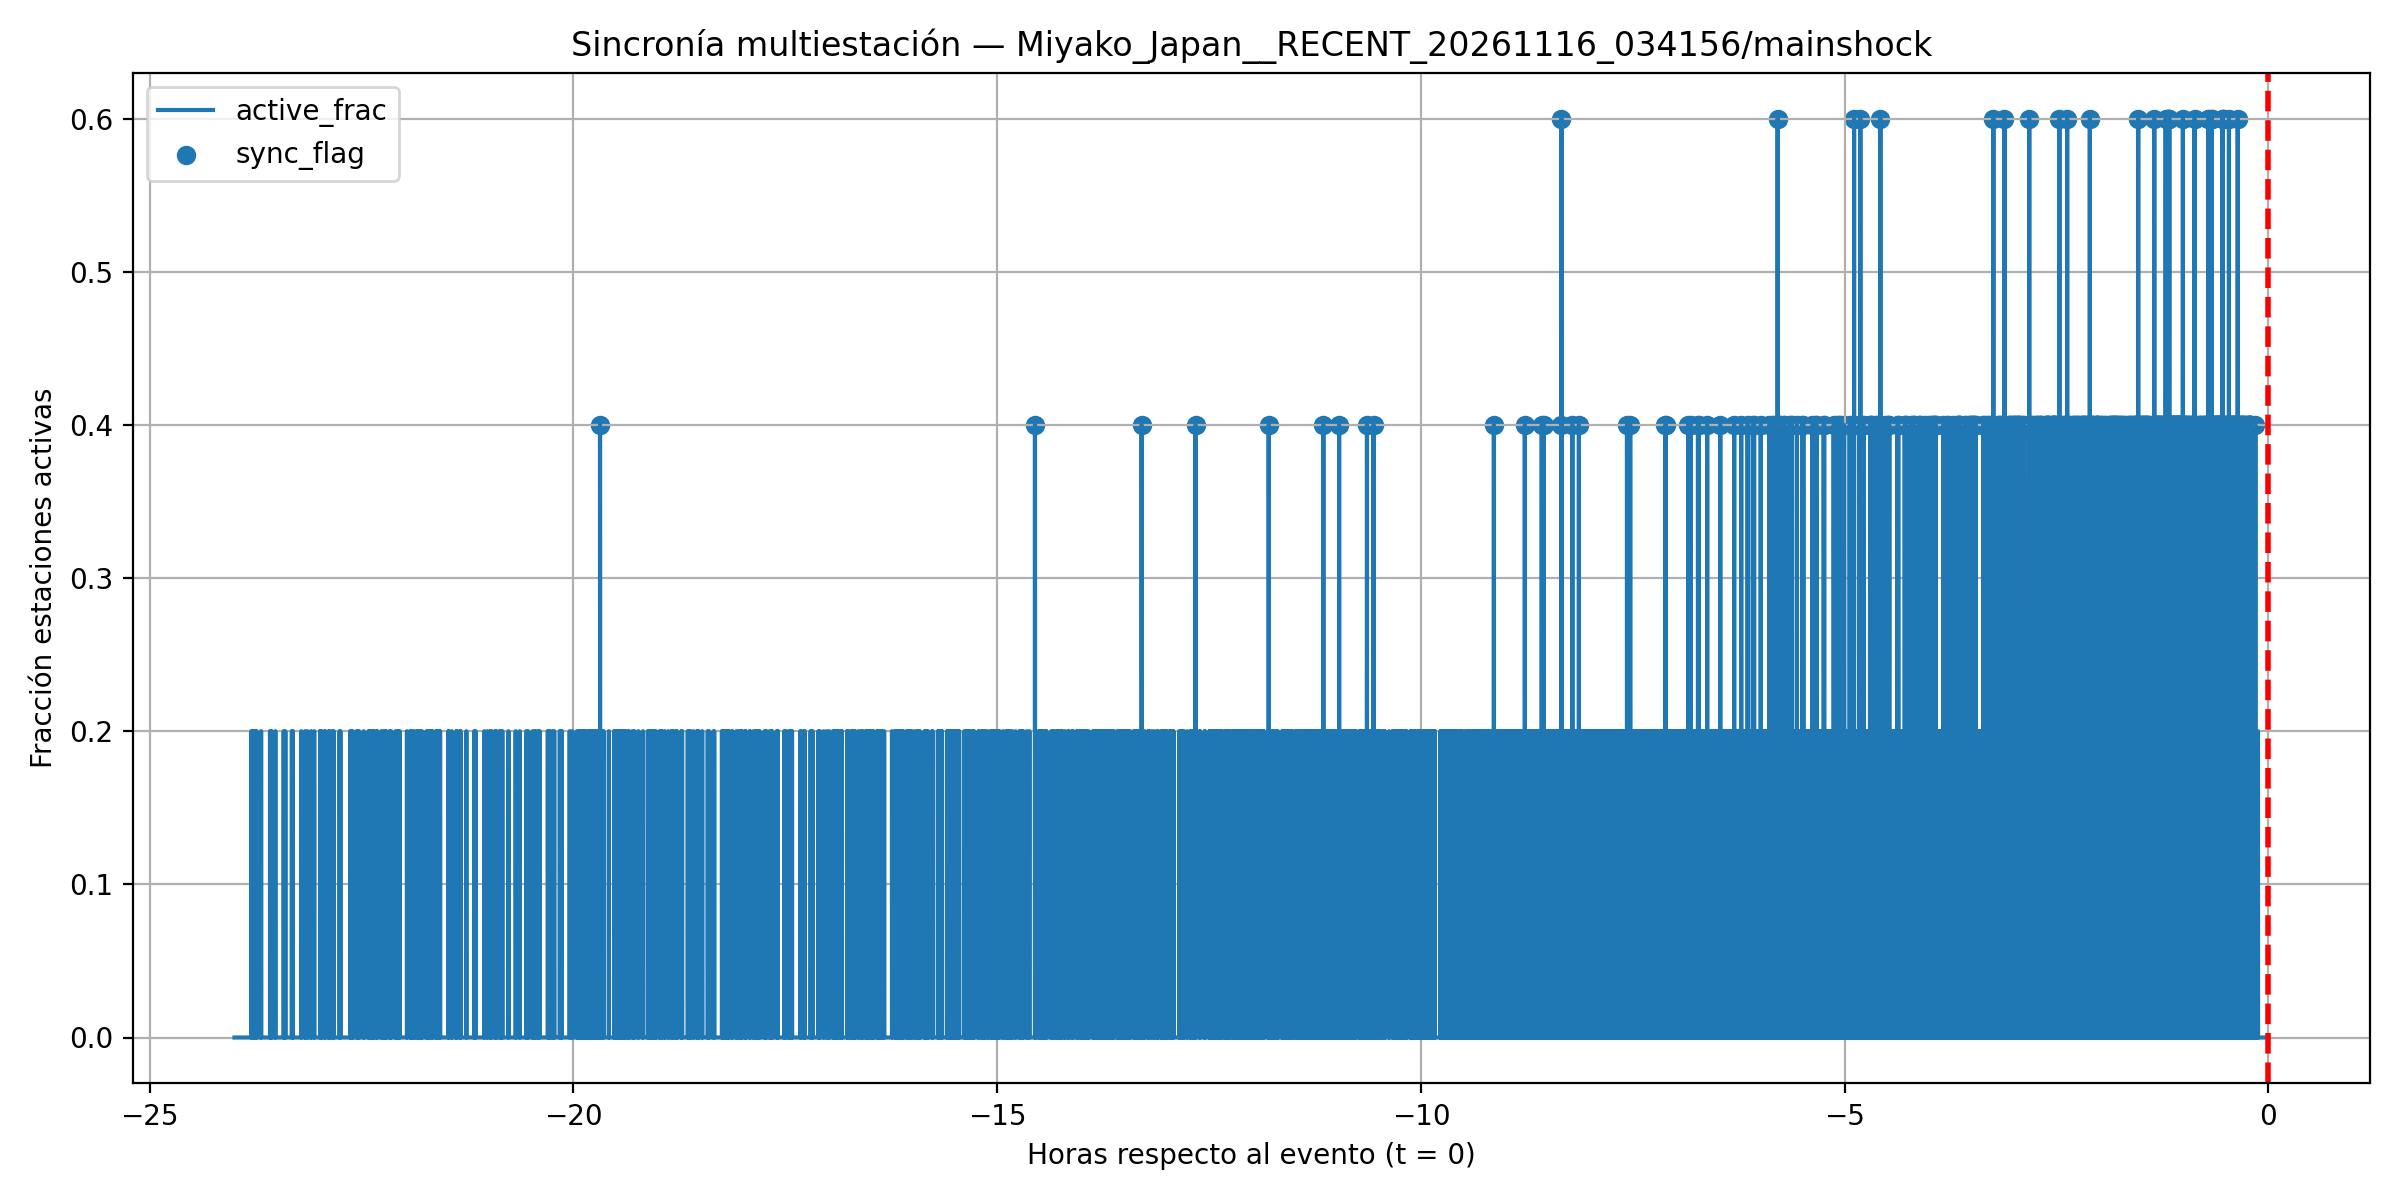 Sincronía multiestación — Miyako_Japan__RECENT_20261116_034156/mainshock
active_frac
sync_flag
Fracción estaciones activas
0.6
0.5
0.4
0.3
0.2
0.1
0.0
−25
−20
−15
−10
−5
0
Horas respecto al evento (t = 0)